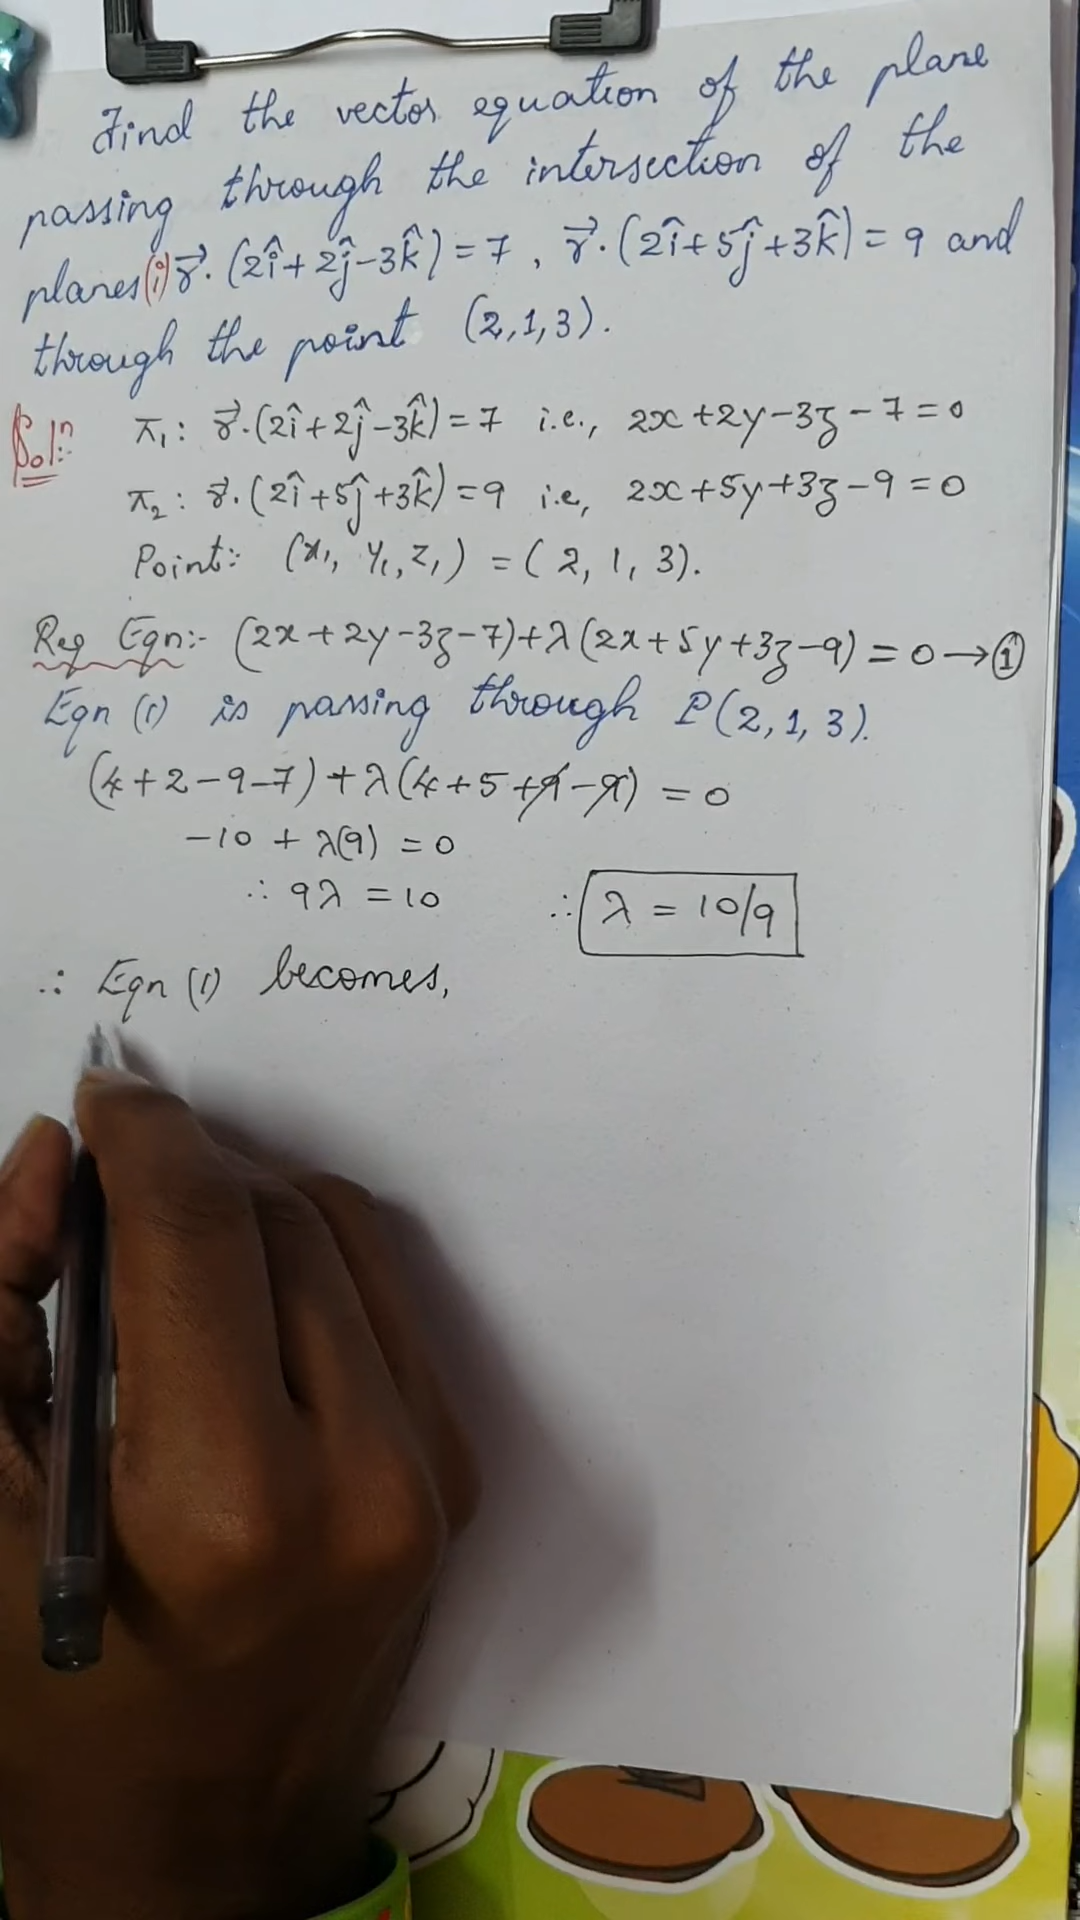 Find the vector equation of the plane
passing through the intersection of the
planes (i) r⃗.(2î+2ĵ-3k̂)=7, r⃗.(2î+5ĵ+3k̂)=9 and
through the point (2,1,3).
Sol:n π₁: r⃗.(2î+2ĵ-3k̂)=7 i.e., 2x+2y-3z-7=0
π₂: r⃗.(2î+5ĵ+3k̂)=9 i.e, 2x+5y+3z-9=0
Point:- (x₁, y₁, z₁) = (2, 1, 3).
Req Eqn:- (2x+2y-3z-7)+λ(2x+5y+3z-9)=0→①
Eqn (1) is passing through P(2,1,3).
(4+2-9-7)+λ(4+5+9-9)=0
-10 + λ(9) = 0
∴ 9λ = 10 ∴ λ = 10/9
∴ Eqn (1) becomes,